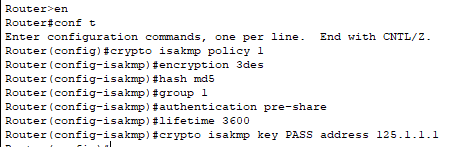 Router>en
Router#conf t
Enter configuration commands, one per line.  End with CNTL/Z.
Router(config)#crypto isakmp policy 1
Router(config-isakmp)#encryption 3des
Router(config-isakmp)#hash md5
Router(config-isakmp)#group 1
Router(config-isakmp)#authentication pre-share
Router(config-isakmp)#lifetime 3600
Router(config-isakmp)#crypto isakmp key PASS address 125.1.1.1